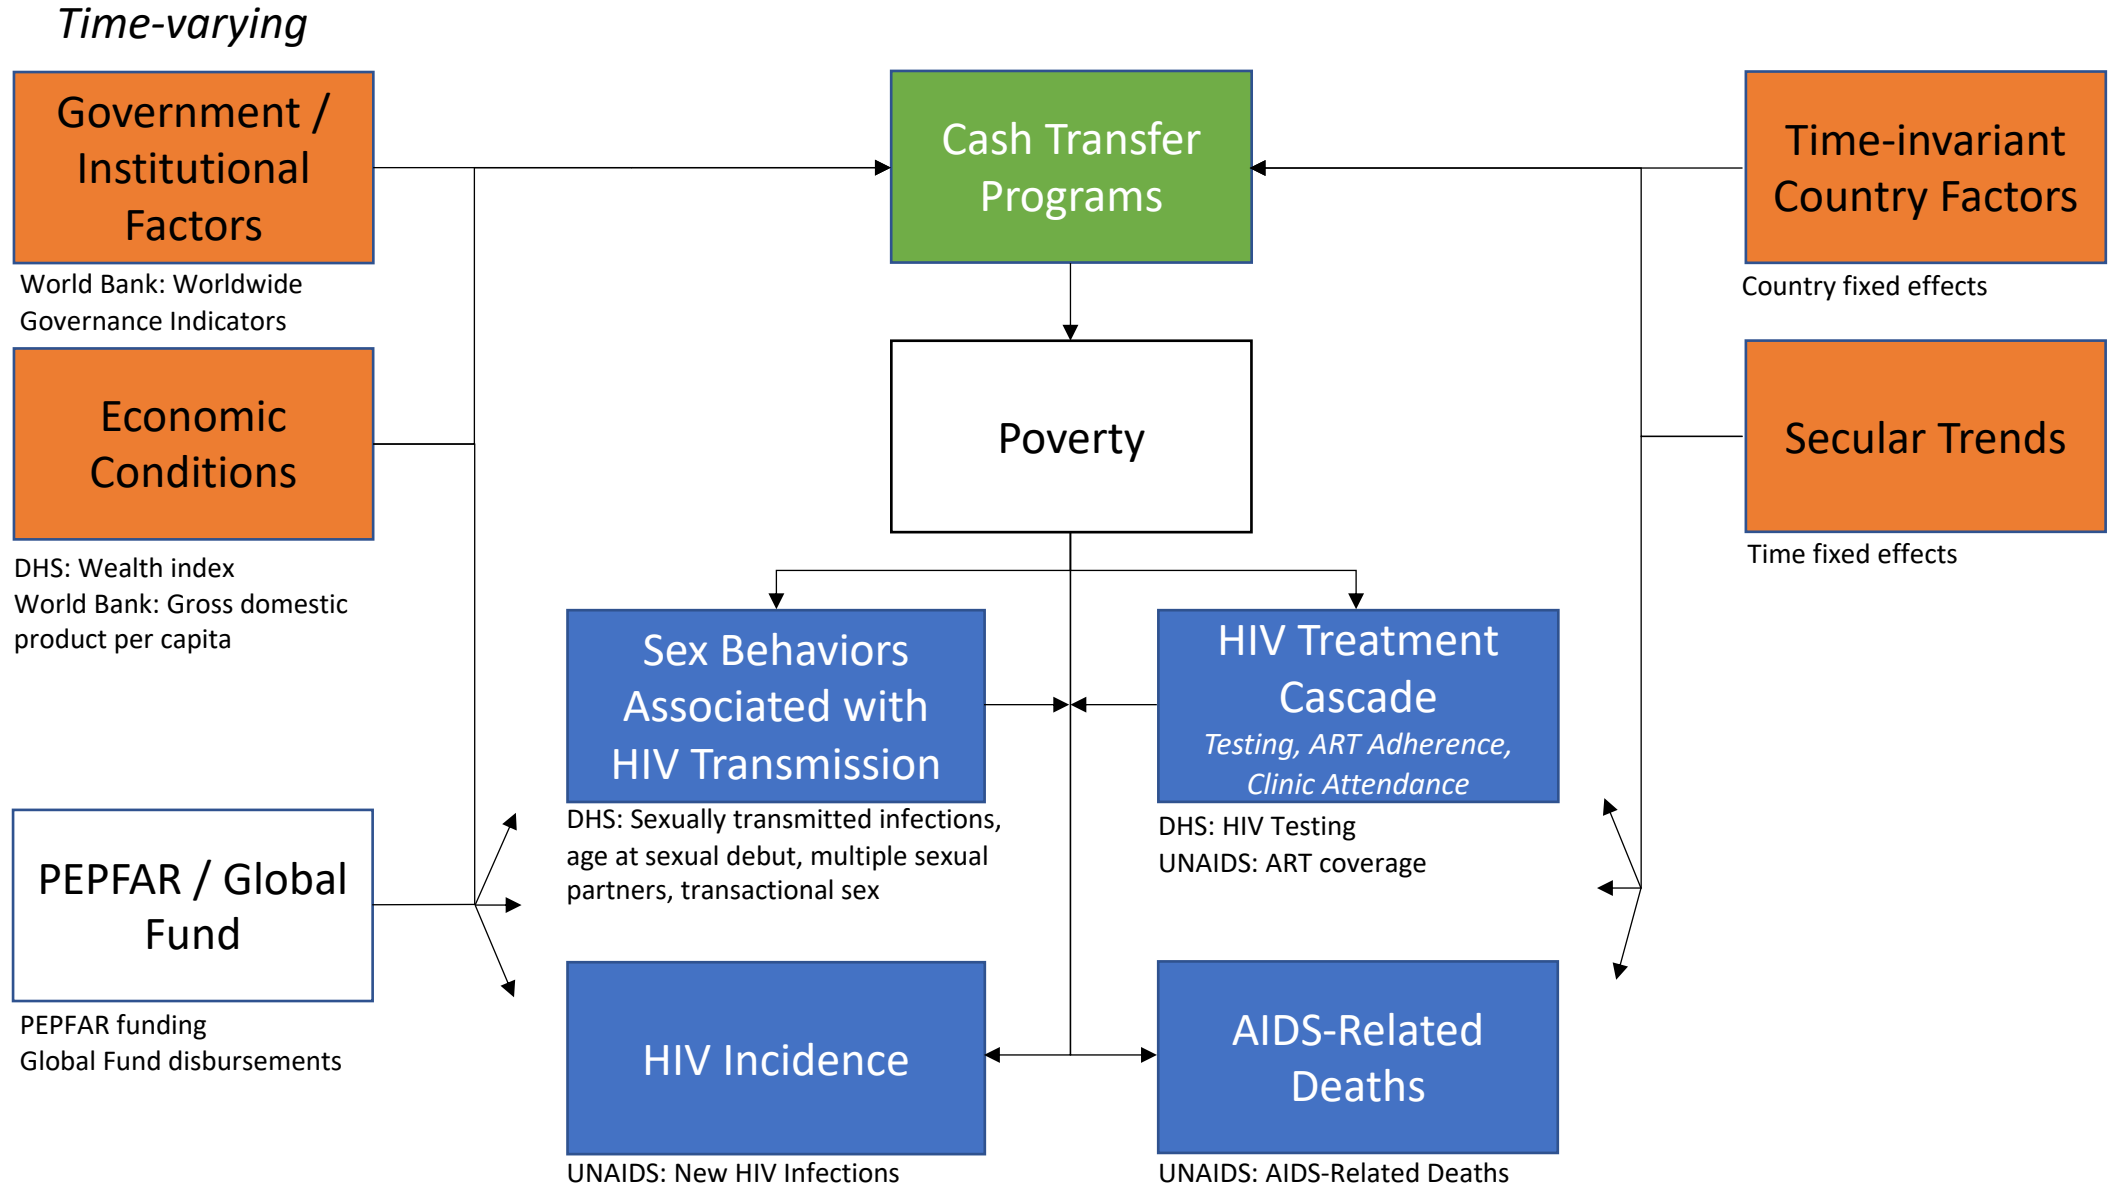 Time-varying
Government /
Institutional
Factors
World Bank: Worldwide
Governance Indicators
Economic
Conditions
DHS: Wealth index
World Bank: Gross domestic
product per capita
PEPFAR / Global
Fund
PEPFAR funding
Global Fund disbursements
Cash Transfer
Programs
Poverty
Sex Behaviors
Associated with
HIV Transmission
DHS: Sexually transmitted infections,
age at sexual debut, multiple sexual
partners, transactional sex
HIV Treatment
Cascade
Testing, ART Adherence,
Clinic Attendance
DHS: HIV Testing
UNAIDS: ART coverage
HIV Incidence
UNAIDS: New HIV Infections
AIDS-Related
Deaths
UNAIDS: AIDS-Related Deaths
Time-invariant
Country Factors
Country fixed effects
Secular Trends
Time fixed effects